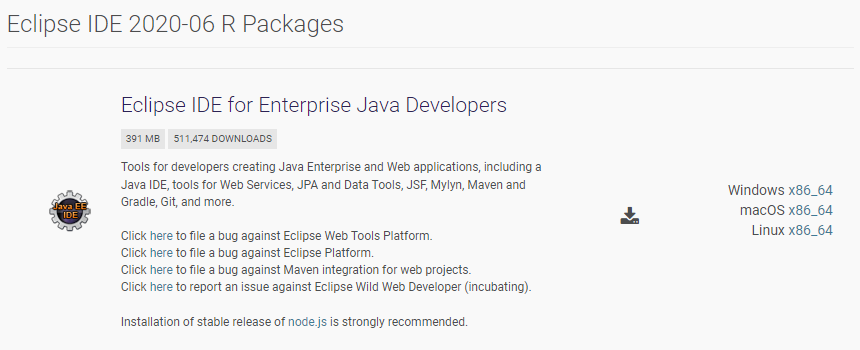 Eclipse IDE 2020-06 R Packages
Eclipse IDE for Enterprise Java Developers
391 MB 511,474 DOWNLOADS
Tools for developers creating Java Enterprise and Web applications, including a
Java IDE, tools for Web Services, JPA and Data Tools, JSF, Mylyn, Maven and
Gradle, Git, and more.
Click here to file a bug against Eclipse Web Tools Platform.
Click here to file a bug against Eclipse Platform.
Click here to file a bug against Maven integration for web projects.
Click here to report an issue against Eclipse Wild Web Developer (incubating).
Installation of stable release of node.js is strongly recommended.
Java EE
IDE
Windows x86_64
macOS x86_64
Linux x86_64